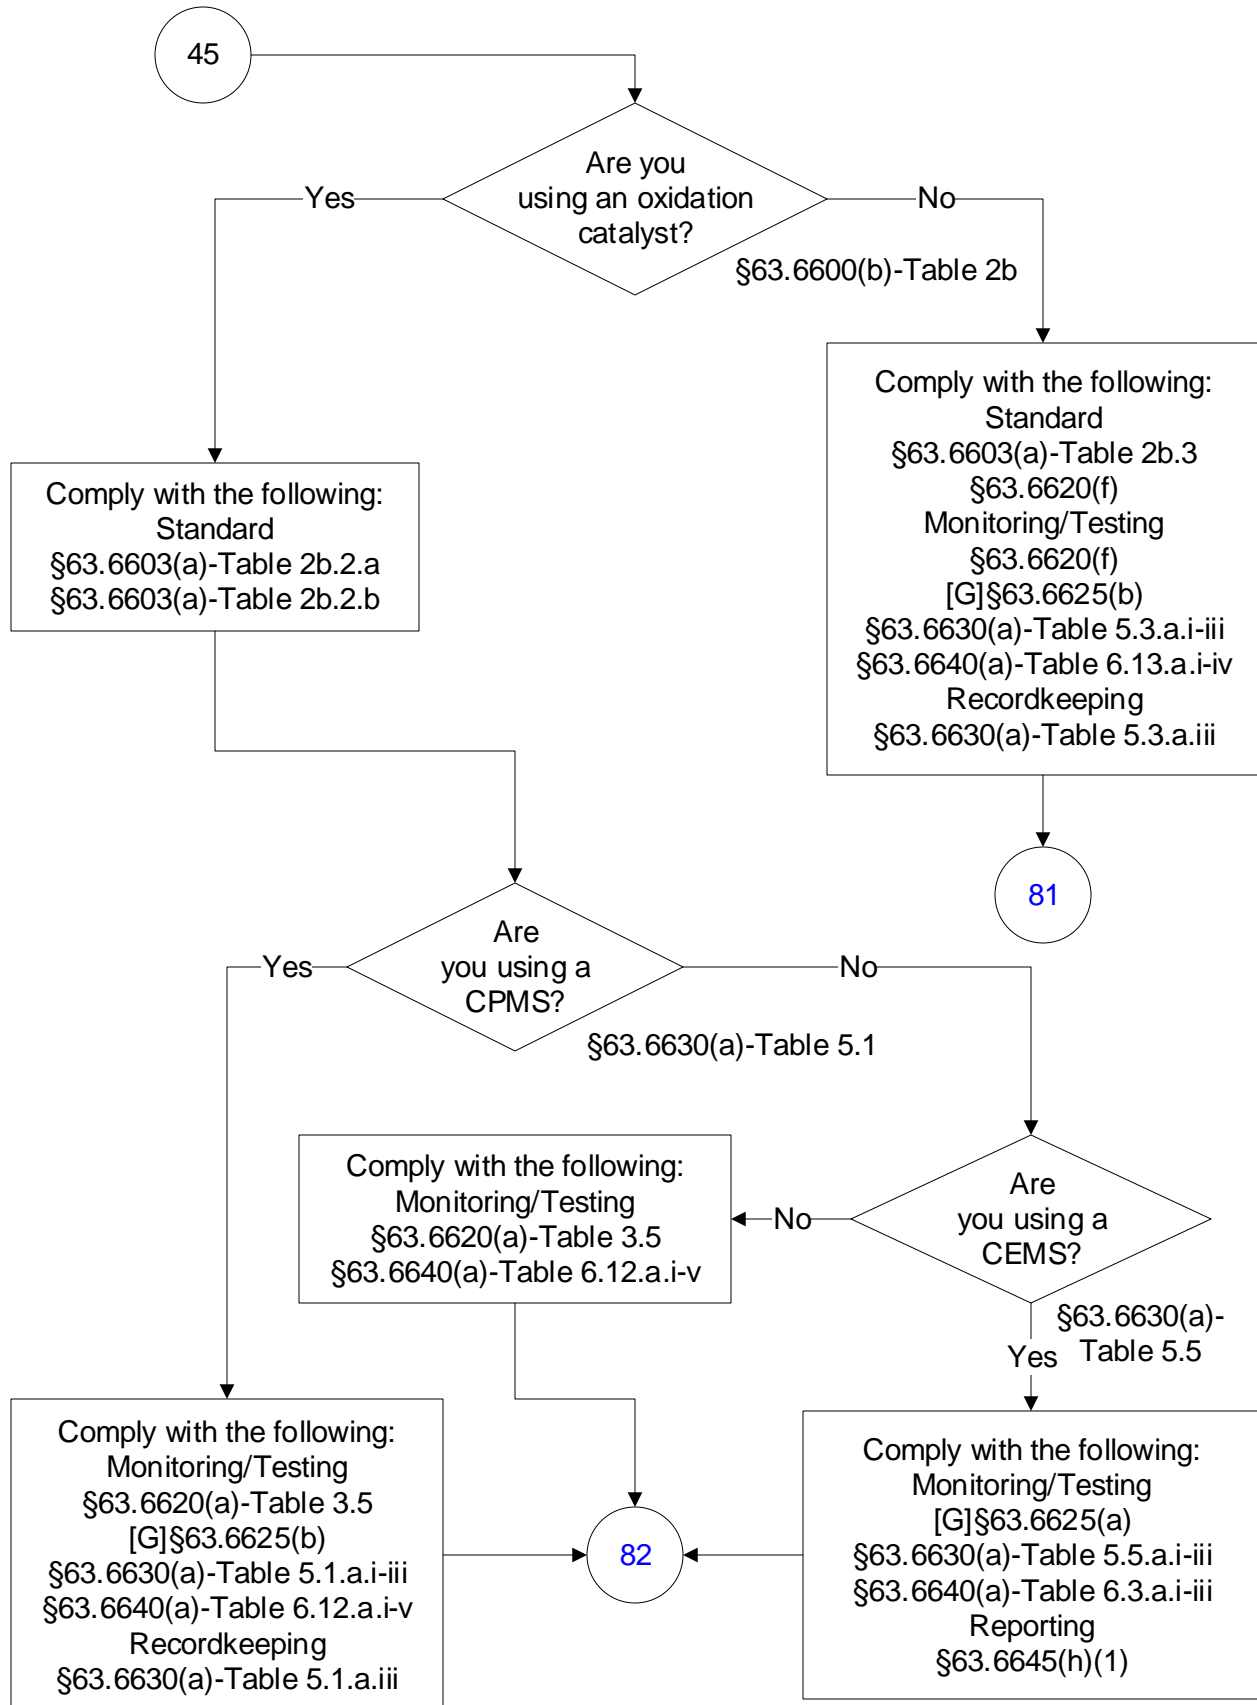 45
Are you
using an oxidation
catalyst?
Yes
No
§63.6600(b)-Table 2b
Comply with the following:
Standard
§63.6603(a)-Table 2b.3
§63.6620(f)
Monitoring/Testing
§63.6620(f)
[G]§63.6625(b)
§63.6630(a)-Table 5.3.a.i-iii
§63.6640(a)-Table 6.13.a.i-iv
Recordkeeping
§63.6630(a)-Table 5.3.a.iii
Comply with the following:
Standard
§63.6603(a)-Table 2b.2.a
§63.6603(a)-Table 2b.2.b
81
Are
you using a
CPMS?
Yes
No
§63.6630(a)-Table 5.1
Comply with the following:
Monitoring/Testing
§63.6620(a)-Table 3.5
§63.6640(a)-Table 6.12.a.i-v
No
Are
you using a
CEMS?
§63.6630(a)-
Table 5.5
Yes
Comply with the following:
Monitoring/Testing
§63.6620(a)-Table 3.5
[G]§63.6625(b)
§63.6630(a)-Table 5.1.a.i-iii
§63.6640(a)-Table 6.12.a.i-v
Recordkeeping
§63.6630(a)-Table 5.1.a.iii
82
Comply with the following:
Monitoring/Testing
[G]§63.6625(a)
§63.6630(a)-Table 5.5.a.i-iii
§63.6640(a)-Table 6.3.a.i-iii
Reporting
§63.6645(h)(1)